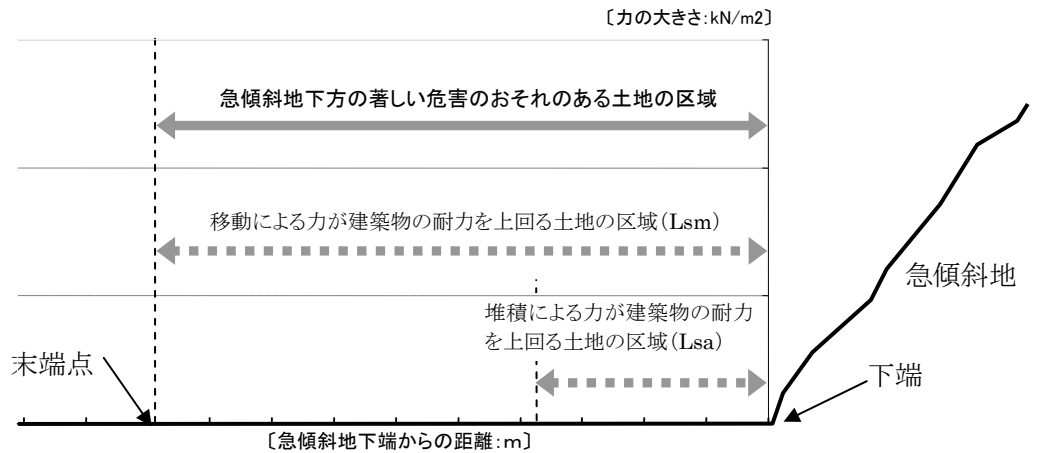 〔力の大きさ:kN/m2〕
急傾斜地下方の著しい危害のおそれのある土地の区域
移動による力が建築物の耐力を上回る土地の区域(Lsm)
急傾斜地
堆積による力が建築物の耐力
を上回る土地の区域(Lsa)
末端点
下端
〔急傾斜地下端からの距離:m〕